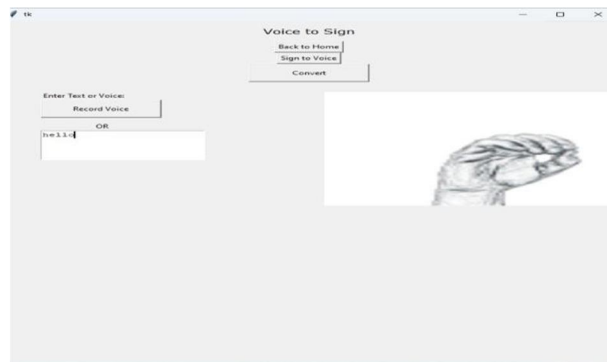 tk
Voice to Sign
Back to Home
Sign to Voice
Convert
Enter Text or Voice:
Record Voice
OR
hello